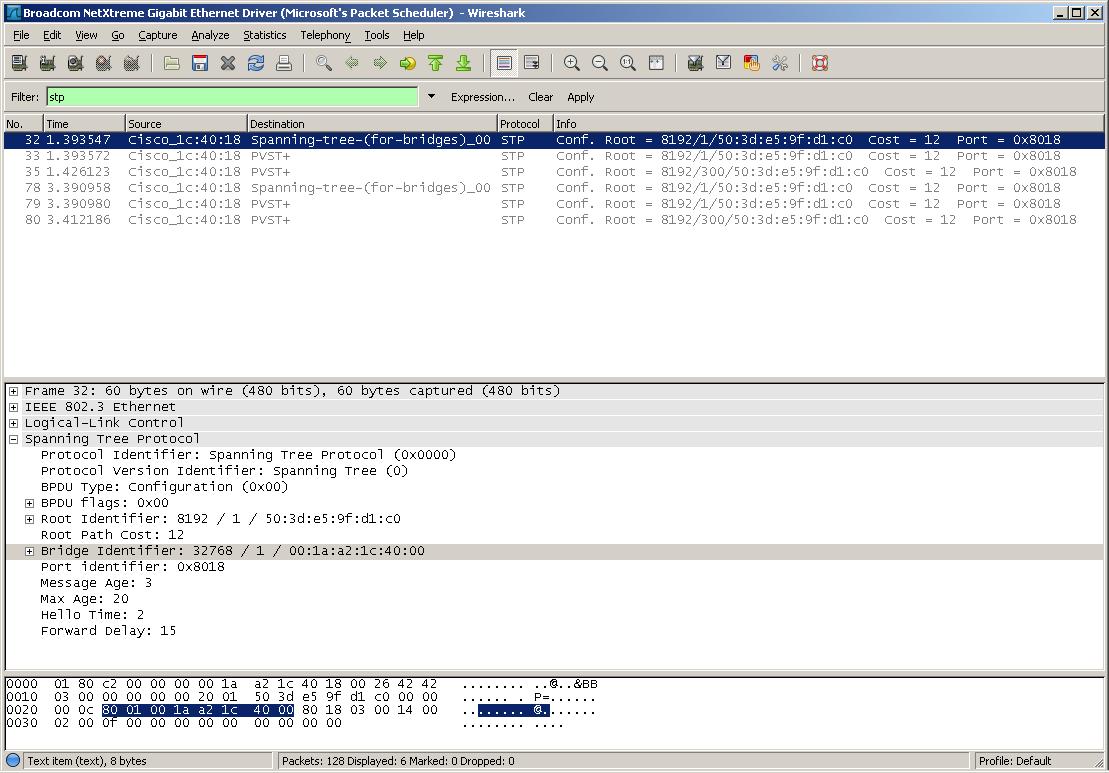 Broadcom NetXtreme Gigabit Ethernet Driver (Microsoft's Packet Scheduler) - Wireshark
File Edit View Go Capture Analyze Statistics Telephony Tools Help
Filter: stp Expression... Clear Apply
No. Time Source Destination Protocol Info
32 1.393547 Cisco_1c:40:18 Spanning-tree-(for-bridges)_00 STP Conf. Root = 8192/1/50:3d:e5:9f:d1:c0 Cost = 12 Port = 0x8018
33 1.393572 Cisco_1c:40:18 PVST+ STP Conf. Root = 8192/1/50:3d:e5:9f:d1:c0 Cost = 12 Port = 0x8018
35 1.426123 Cisco_1c:40:18 PVST+ STP Conf. Root = 8192/300/50:3d:e5:9f:d1:c0 Cost = 12 Port = 0x8018
78 3.390958 Cisco_1c:40:18 Spanning-tree-(for-bridges)_00 STP Conf. Root = 8192/1/50:3d:e5:9f:d1:c0 Cost = 12 Port = 0x8018
79 3.390980 Cisco_1c:40:18 PVST+ STP Conf. Root = 8192/1/50:3d:e5:9f:d1:c0 Cost = 12 Port = 0x8018
80 3.412186 Cisco_1c:40:18 PVST+ STP Conf. Root = 8192/300/50:3d:e5:9f:d1:c0 Cost = 12 Port = 0x8018
Frame 32: 60 bytes on wire (480 bits), 60 bytes captured (480 bits)
IEEE 802.3 Ethernet
Logical-Link Control
Spanning Tree Protocol
Protocol Identifier: Spanning Tree Protocol (0x0000)
Protocol Version Identifier: Spanning Tree (0)
BPDU Type: Configuration (0x00)
BPDU flags: 0x00
Root Identifier: 8192 / 1 / 50:3d:e5:9f:d1:c0
Root Path Cost: 12
Bridge Identifier: 32768 / 1 / 00:1a:a2:1c:40:00
Port identifier: 0x8018
Message Age: 3
Max Age: 20
Hello Time: 2
Forward Delay: 15
0000 01 80 c2 00 00 00 00 1a a2 1c 40 18 00 26 42 42 ........ ..@..&BB
0010 03 00 00 00 00 00 20 01 50 3d e5 9f d1 c0 00 00 ...... . P=......
0020 00 0c 80 01 00 1a a2 1c 40 00 80 18 03 00 14 00 ........ @.......
0030 02 00 0f 00 00 00 00 00 00 00 00 00 ........ ....
Text item (text), 8 bytes Packets: 128 Displayed: 6 Marked: 0 Dropped: 0 Profile: Default